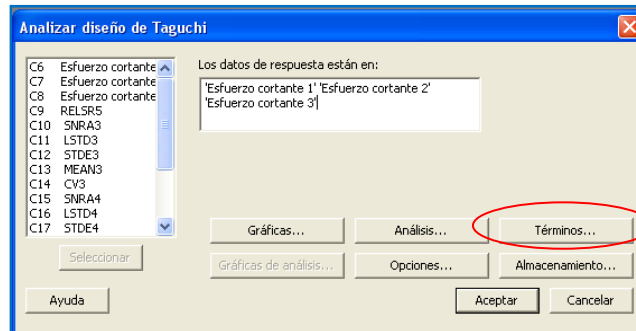 Analizar diseño de Taguchi
C6 Esfuerzo cortante
C7 Esfuerzo cortante
C8 Esfuerzo cortante
C9 RELSR5
C10 SNRA3
C11 LSTD3
C12 STDE3
C13 MEAN3
C14 CV3
C15 SNRA4
C16 LSTD4
C17 STDE4
Los datos de respuesta están en:
'Esfuerzo cortante 1' 'Esfuerzo cortante 2'
'Esfuerzo cortante 3'
Gráficas... Análisis... Términos...
Seleccionar Gráficas de análisis... Opciones... Almacenamiento...
Ayuda Aceptar Cancelar